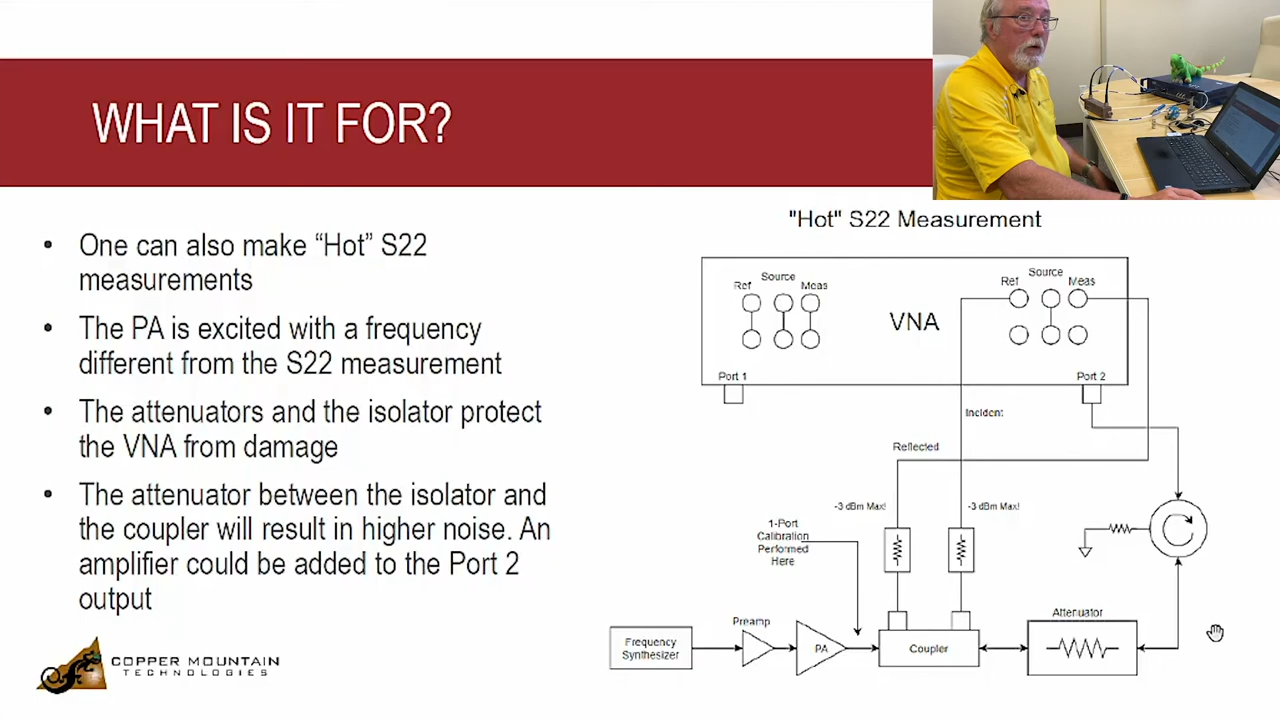 WHAT IS IT FOR?
• One can also make “Hot” S22
measurements
• The PA is excited with a frequency
different from the S22 measurement
• The attenuators and the isolator protect
the VNA from damage
• The attenuator between the isolator and
the coupler will result in higher noise. An
amplifier could be added to the Port 2
output
COPPER MOUNTAIN
TECHNOLOGIES
"Hot" S22 Measurement
Ref Source Meas
VNA
Ref Source Meas
Port 1
Port 2
Incident
Reflected
-3 dBm Max!
-3 dBm Max!
1-Port
Calibration
Performed
Here
Attenuator
Preamp
Frequency
Synthesizer
PA
Coupler